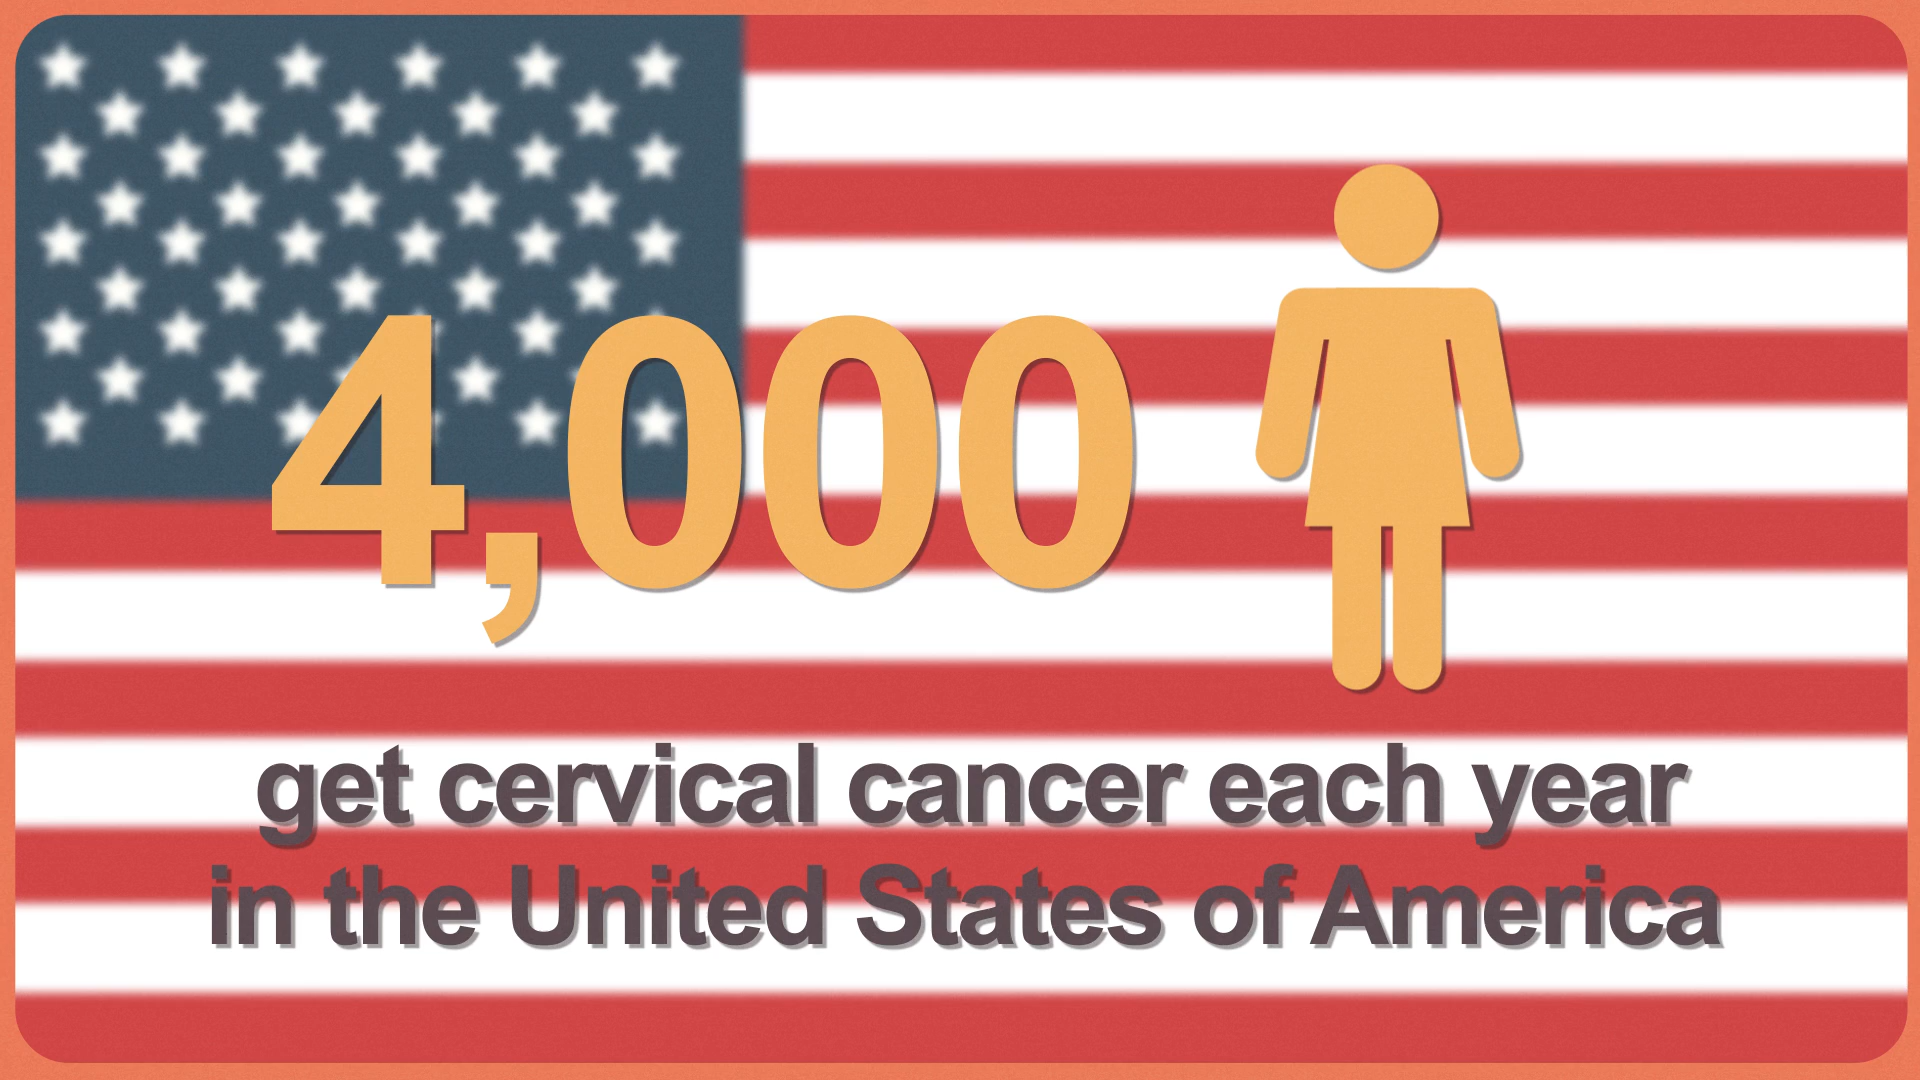 4,000
get cervical cancer each year
in the United States of America